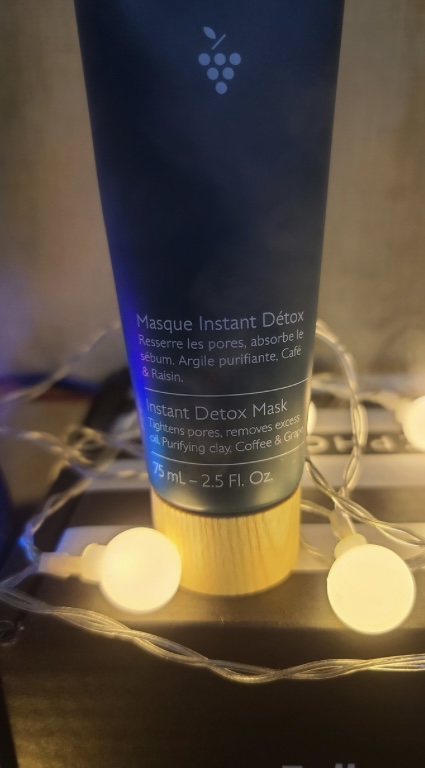 Masque Instant Détox
Resserre les pores, absorbe le
sébum. Argile purifiante, Café
& Raisin.
Instant Detox Mask
Tightens pores, removes excess
oil. Purifying clay, Coffee & Grape
75 mL – 2.5 Fl. Oz.